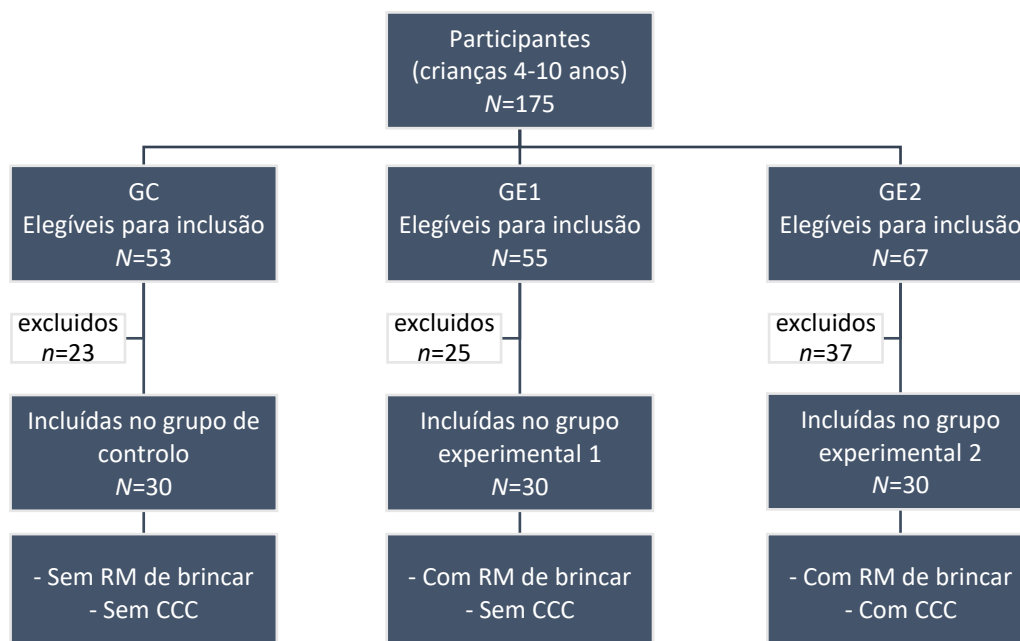 Participantes
(crianças 4-10 anos)
N=175
GC
Elegíveis para inclusão
N=53
GE1
Elegíveis para inclusão
N=55
GE2
Elegíveis para inclusão
N=67
excluidos
n=23
excluidos
n=25
excluidos
n=37
Incluídas no grupo de
controlo
N=30
Incluídas no grupo
experimental 1
N=30
Incluídas no grupo
experimental 2
N=30
- Sem RM de brincar
- Sem CCC
- Com RM de brincar
- Sem CCC
- Com RM de brincar
- Com CCC